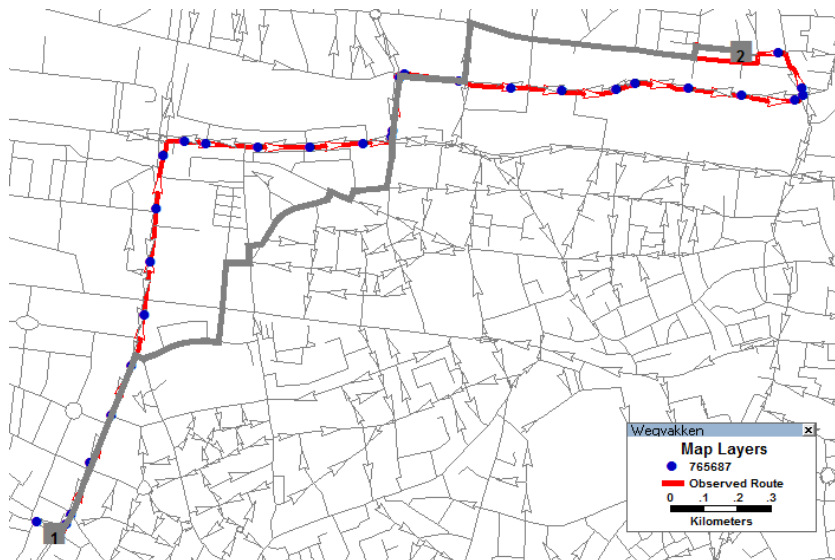 2
1
Wegvakken
Map Layers
765687
Observed Route
0 .1 .2 .3
Kilometers